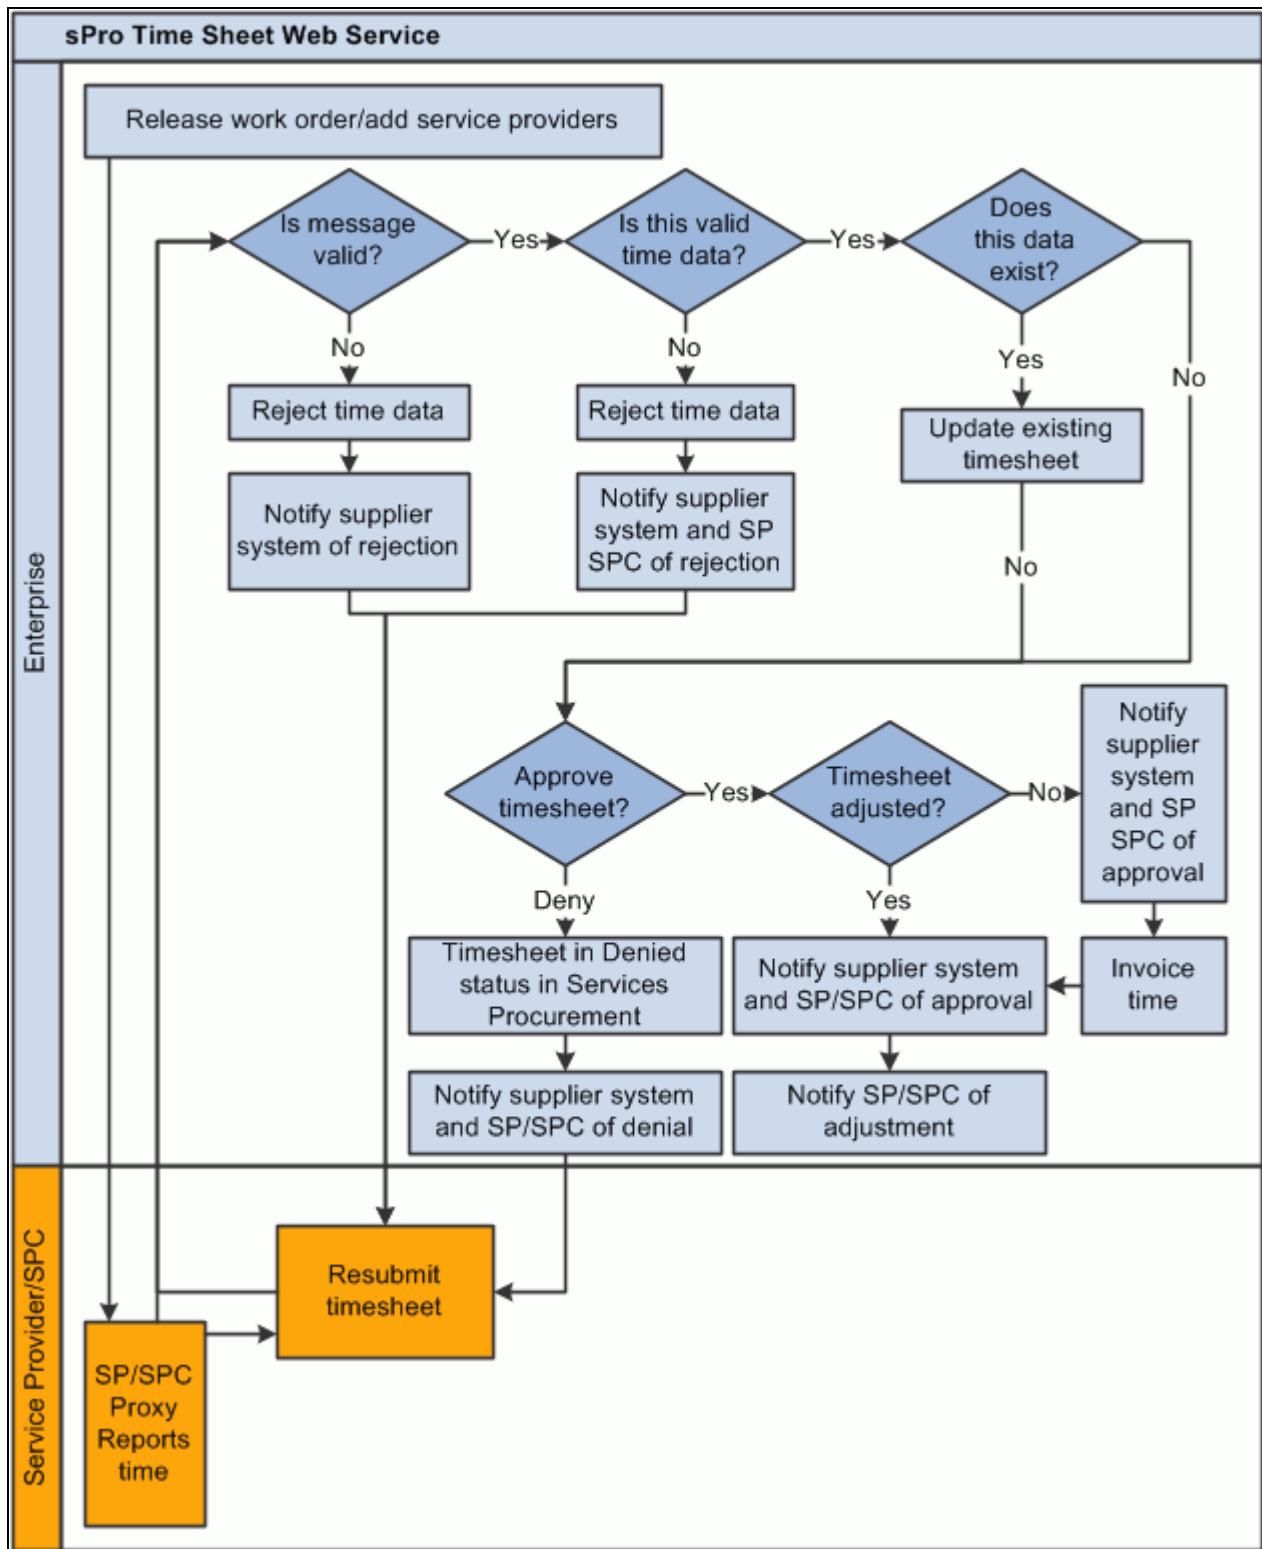 sPro Time Sheet Web Service
Enterprise
Release work order/add service providers
Is message
valid?
Yes
Is this valid
time data?
Yes
Does
this data
exist?
No
No
Yes
No
Reject time data
Reject time data
Update existing
timesheet
Notify supplier
system of rejection
Notify supplier
system and SP
SPC of rejection
No
Approve
timesheet?
Yes
Timesheet
adjusted?
No
Notify
supplier
system
and SP
SPC of
approval
Deny
Yes
Timesheet in Denied
status in Services
Procurement
Notify supplier system
and SP/SPC of approval
Invoice
time
Notify supplier system
and SP/SPC of denial
Notify SP/SPC of
adjustment
Service Provider/SPC
Resubmit
timesheet
SP/SPC
Proxy
Reports
time